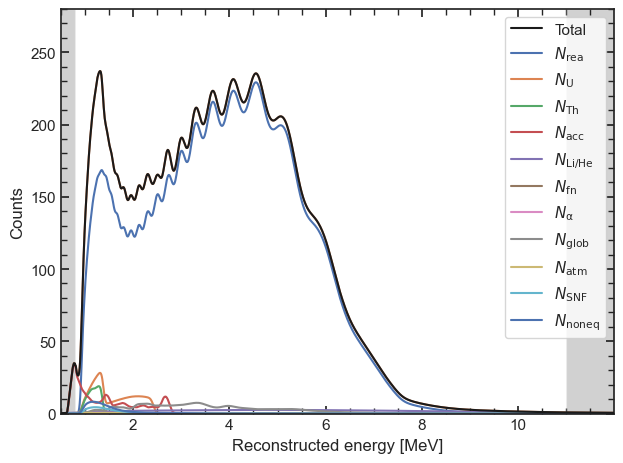 250
200
150
100
50
0
Counts
2
4
6
8
10
Reconstructed energy [MeV]
Total
N_rea
N_U
N_Th
N_acc
N_Li/He
N_fn
N_α
N_glob
N_atm
N_SNF
N_noneq